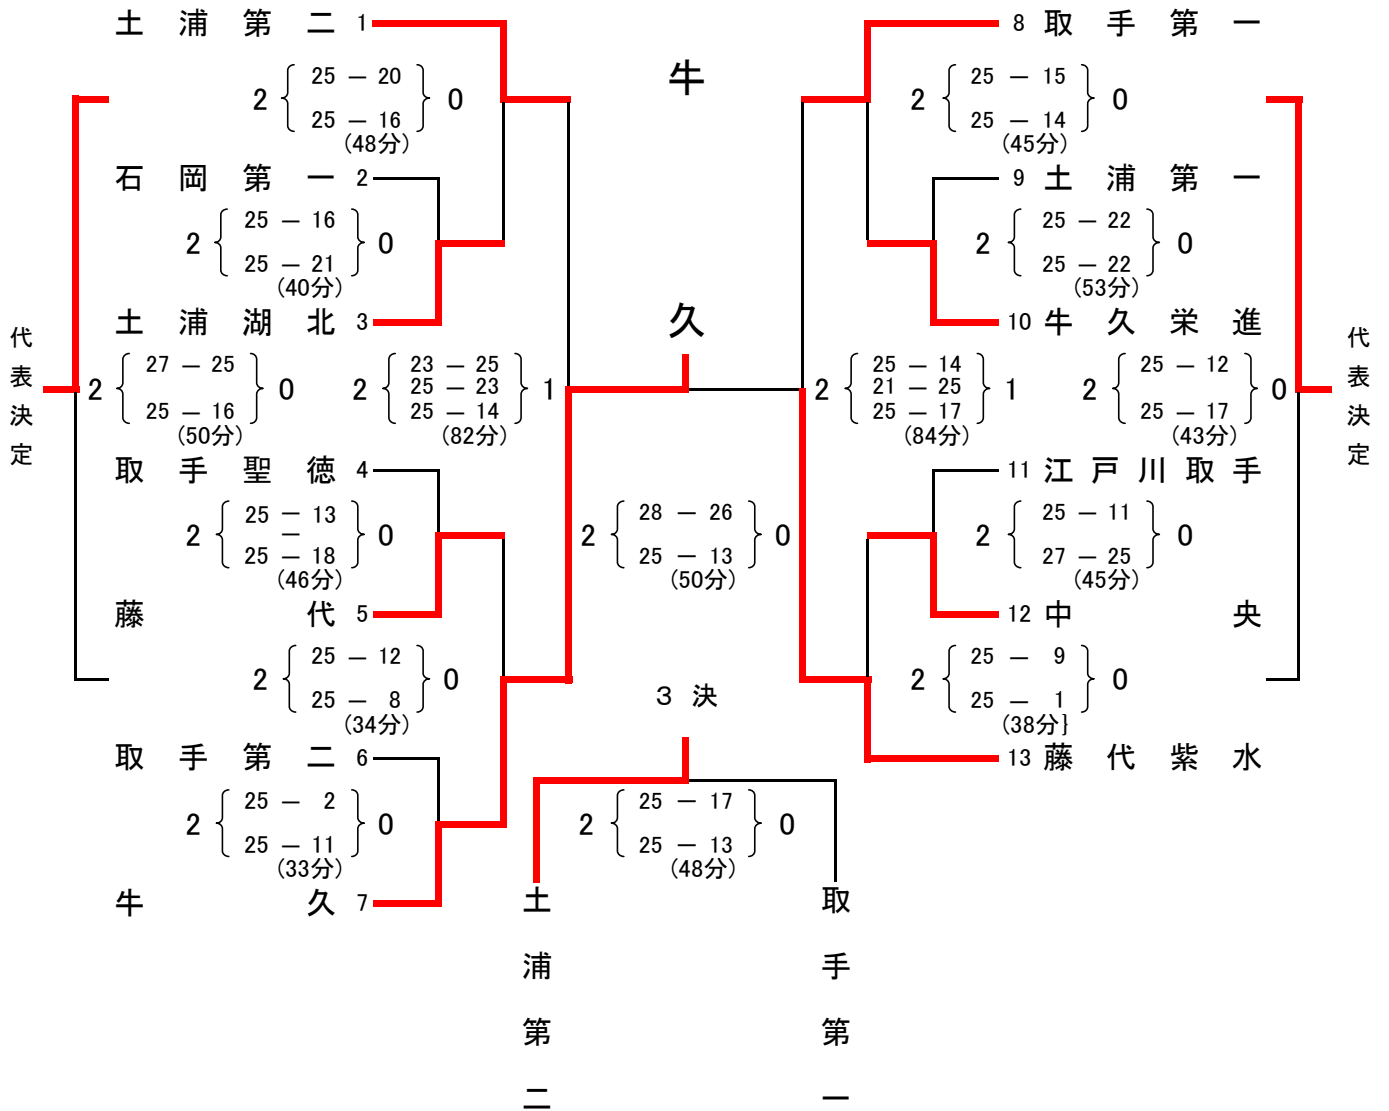 土浦第二 1
8 取手第一
牛久
2 25 — 20 0
25 — 16
(48分)
2 25 — 15 0
25 — 14
(45分)
石岡第一 2
9 土浦第一
2 25 — 16 0
25 — 21
(40分)
2 25 — 22 0
25 — 22
(53分)
土浦湖北 3
10 牛久栄進
代表決定
2 27 — 25 0
25 — 16
(50分)
2 23 — 25 1
25 — 23
25 — 14
(82分)
2 25 — 14 1
21 — 25
25 — 17
(84分)
2 25 — 12 0
25 — 17
(43分)
代表決定
取手聖徳 4
11 江戸川取手
2 25 — 13 0
—
25 — 18
(46分)
2 28 — 26 0
25 — 13
(50分)
2 25 — 11 0
27 — 25
(45分)
藤代 5
12 中央
2 25 — 12 0
25 — 8
(34分)
2 25 — 9 0
25 — 1
(38分}
3決
取手第二 6
13 藤代紫水
2 25 — 2 0
25 — 11
(33分)
2 25 — 17 0
25 — 13
(48分)
牛久 7
土浦第二
取手第一